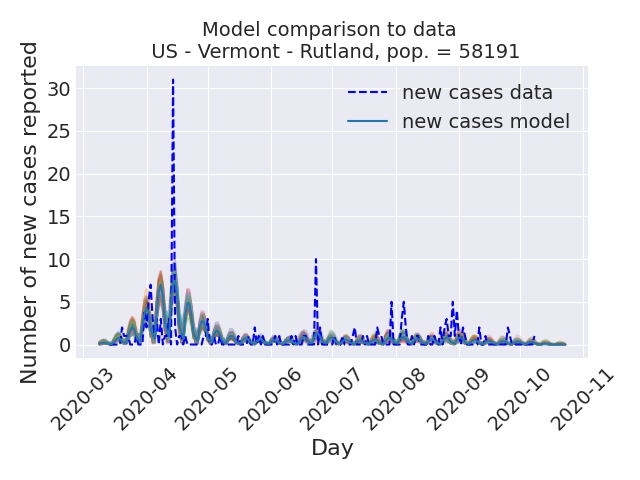 Model comparison to data
US - Vermont - Rutland, pop. = 58191
Number of new cases reported
30
25
20
15
10
5
0
new cases data
new cases model
2020-03
2020-04
2020-05
2020-06
2020-07
2020-08
2020-09
2020-10
2020-11
Day